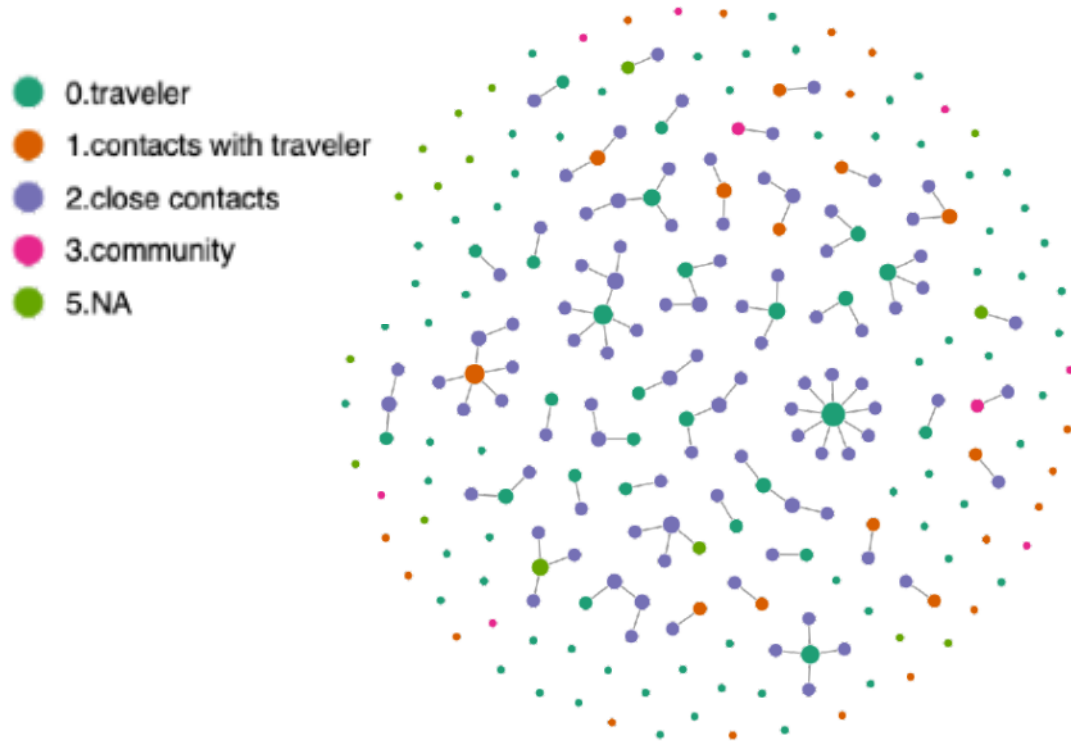 0.traveler
1.contacts with traveler
2.close contacts
3.community
5.NA